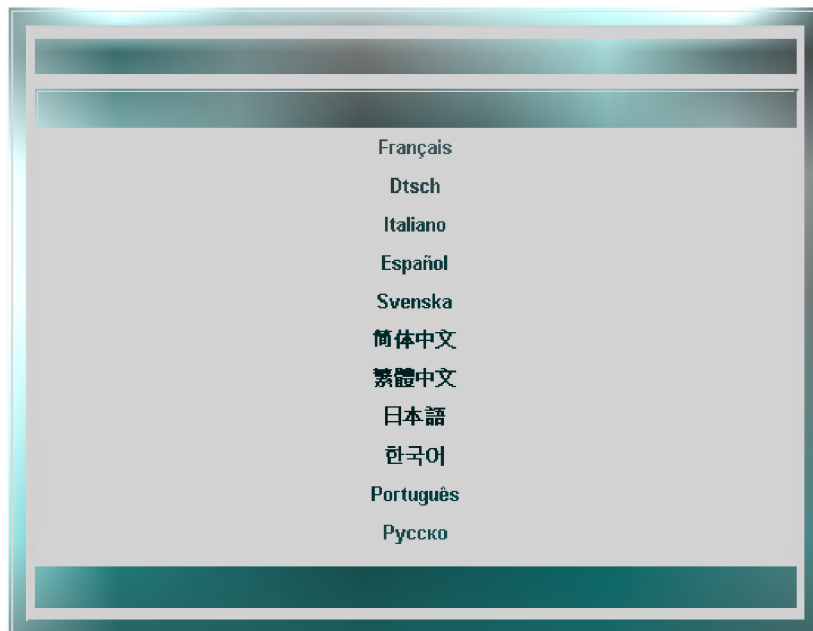 Français
Dtsch
Italiano
Español
Svenska
简体中文
繁體中文
日本語
한국어
Português
Русско